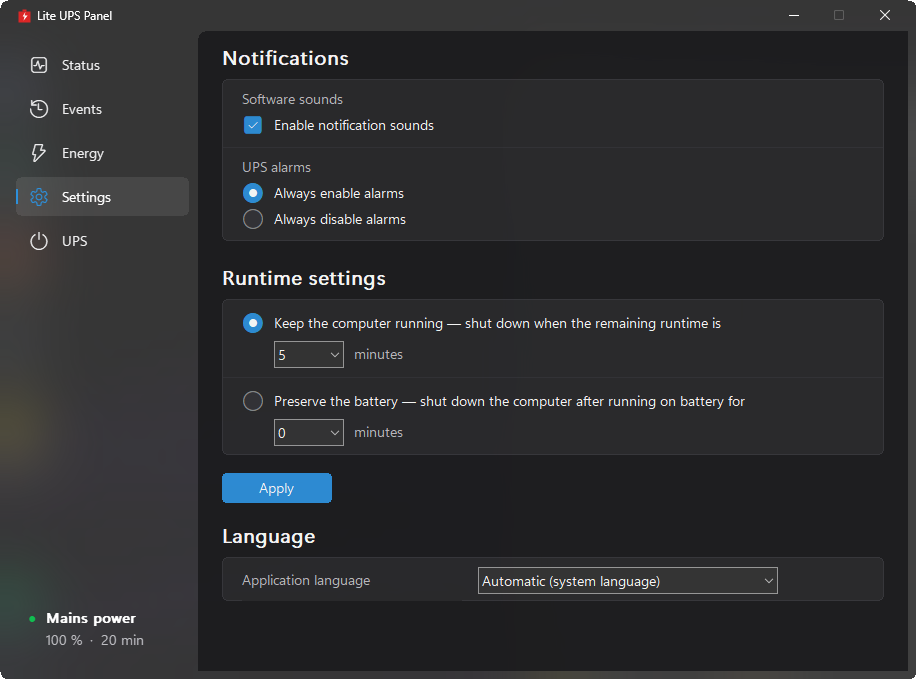 Lite UPS Panel
Status
Events
Energy
Settings
UPS
Mains power
100 % · 20 min
Notifications
Software sounds
Enable notification sounds
UPS alarms
Always enable alarms
Always disable alarms
Runtime settings
Keep the computer running — shut down when the remaining runtime is
5 minutes
Preserve the battery — shut down the computer after running on battery for
0 minutes
Apply
Language
Application language Automatic (system language)